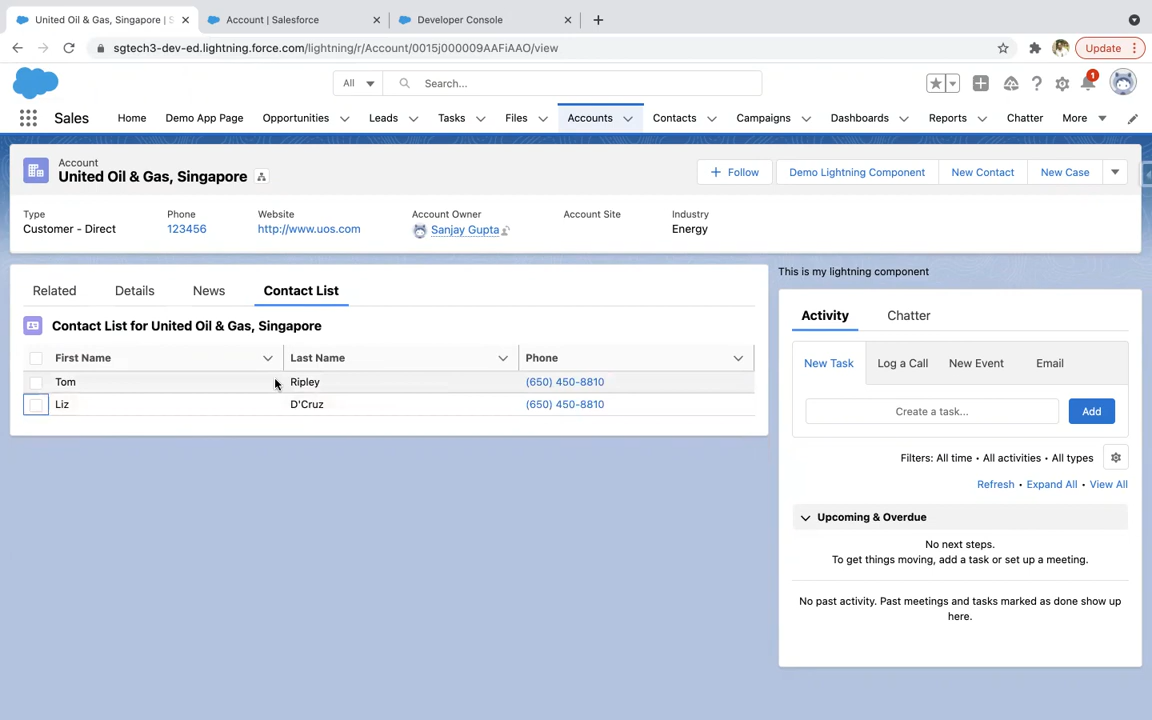 United Oil & Gas, Singapore | S
Account | Salesforce
Developer Console
sgtech3-dev-ed.lightning.force.com/lightning/r/Account/0015j000009AAFiAAO/view
Update
All
Search...
1
Sales
Home
Demo App Page
Opportunities
Leads
Tasks
Files
Accounts
Contacts
Campaigns
Dashboards
Reports
Chatter
More
Account
United Oil & Gas, Singapore
Follow
Demo Lightning Component
New Contact
New Case
Type
Customer - Direct
Phone
123456
Website
http://www.uos.com
Account Owner
Sanjay Gupta
Account Site
Industry
Energy
Related
Details
News
Contact List
Contact List for United Oil & Gas, Singapore
First Name
Last Name
Phone
Tom
Ripley
(650) 450-8810
Liz
D'Cruz
(650) 450-8810
This is my lightning component
Activity
Chatter
New Task
Log a Call
New Event
Email
Create a task...
Add
Filters: All time • All activities • All types
Refresh • Expand All • View All
Upcoming & Overdue
No next steps.
To get things moving, add a task or set up a meeting.
No past activity. Past meetings and tasks marked as done show up
here.